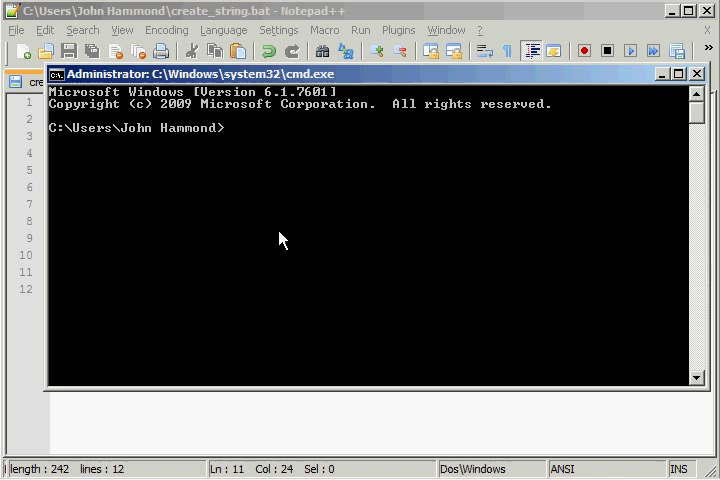 C:\Users\John Hammond\create_string.bat - Notepad++
File Edit Search View Encoding Language Settings Macro Run Plugins Window ? X
cre
Administrator: C:\Windows\system32\cmd.exe
Microsoft Windows [Version 6.1.7601]
Copyright (c) 2009 Microsoft Corporation. All rights reserved.
C:\Users\John Hammond>
1
2
3
4
5
6
7
8
9
10
11
12
length : 242 lines : 12 Ln : 11 Col : 24 Sel : 0 Dos\Windows ANSI INS